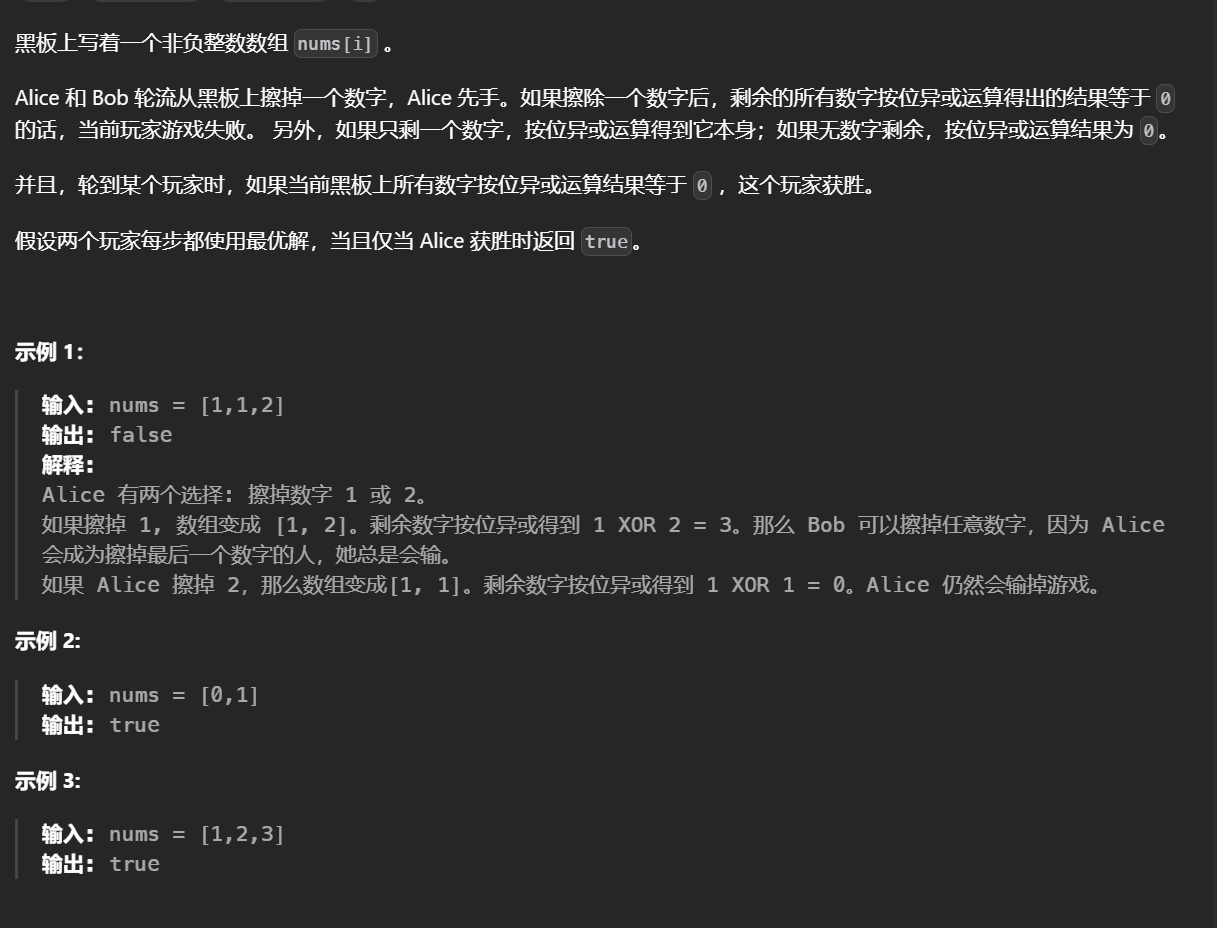 黑板上写着一个非负整数数组 nums[i] 。
Alice 和 Bob 轮流从黑板上擦掉一个数字，Alice 先手。如果擦除一个数字后，剩余的所有数字按位异或运算得出的结果等于 0
的话，当前玩家游戏失败。 另外，如果只剩一个数字，按位异或运算得到它本身；如果无数字剩余，按位异或运算结果为 0。
并且，轮到某个玩家时，如果当前黑板上所有数字按位异或运算结果等于 0 ，这个玩家获胜。
假设两个玩家每步都使用最优解，当且仅当 Alice 获胜时返回 true。
示例 1:
输入: nums = [1,1,2]
输出: false
解释:
Alice 有两个选择: 擦掉数字 1 或 2。
如果擦掉 1, 数组变成 [1, 2]。剩余数字按位异或得到 1 XOR 2 = 3。那么 Bob 可以擦掉任意数字，因为 Alice
会成为擦掉最后一个数字的人，她总是会输。
如果 Alice 擦掉 2，那么数组变成[1, 1]。剩余数字按位异或得到 1 XOR 1 = 0。Alice 仍然会输掉游戏。
示例 2:
输入: nums = [0,1]
输出: true
示例 3:
输入: nums = [1,2,3]
输出: true